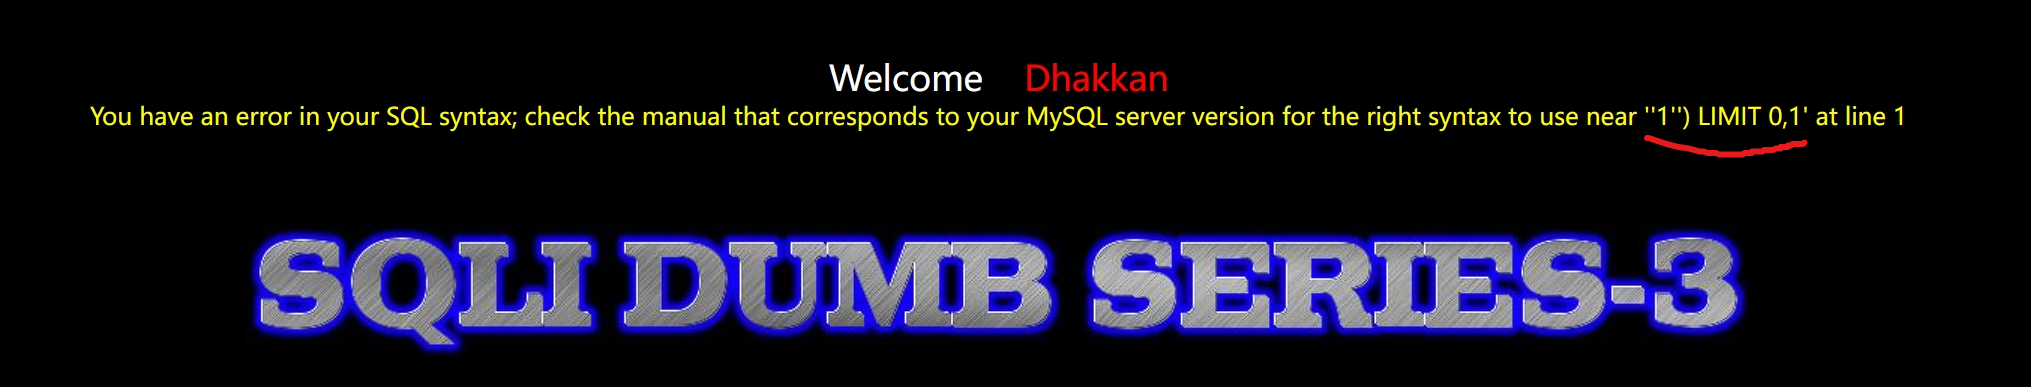 Welcome Dhakkan
You have an error in your SQL syntax; check the manual that corresponds to your MySQL server version for the right syntax to use near ''1'') LIMIT 0,1' at line 1
SQLI DUMB SERIES-3